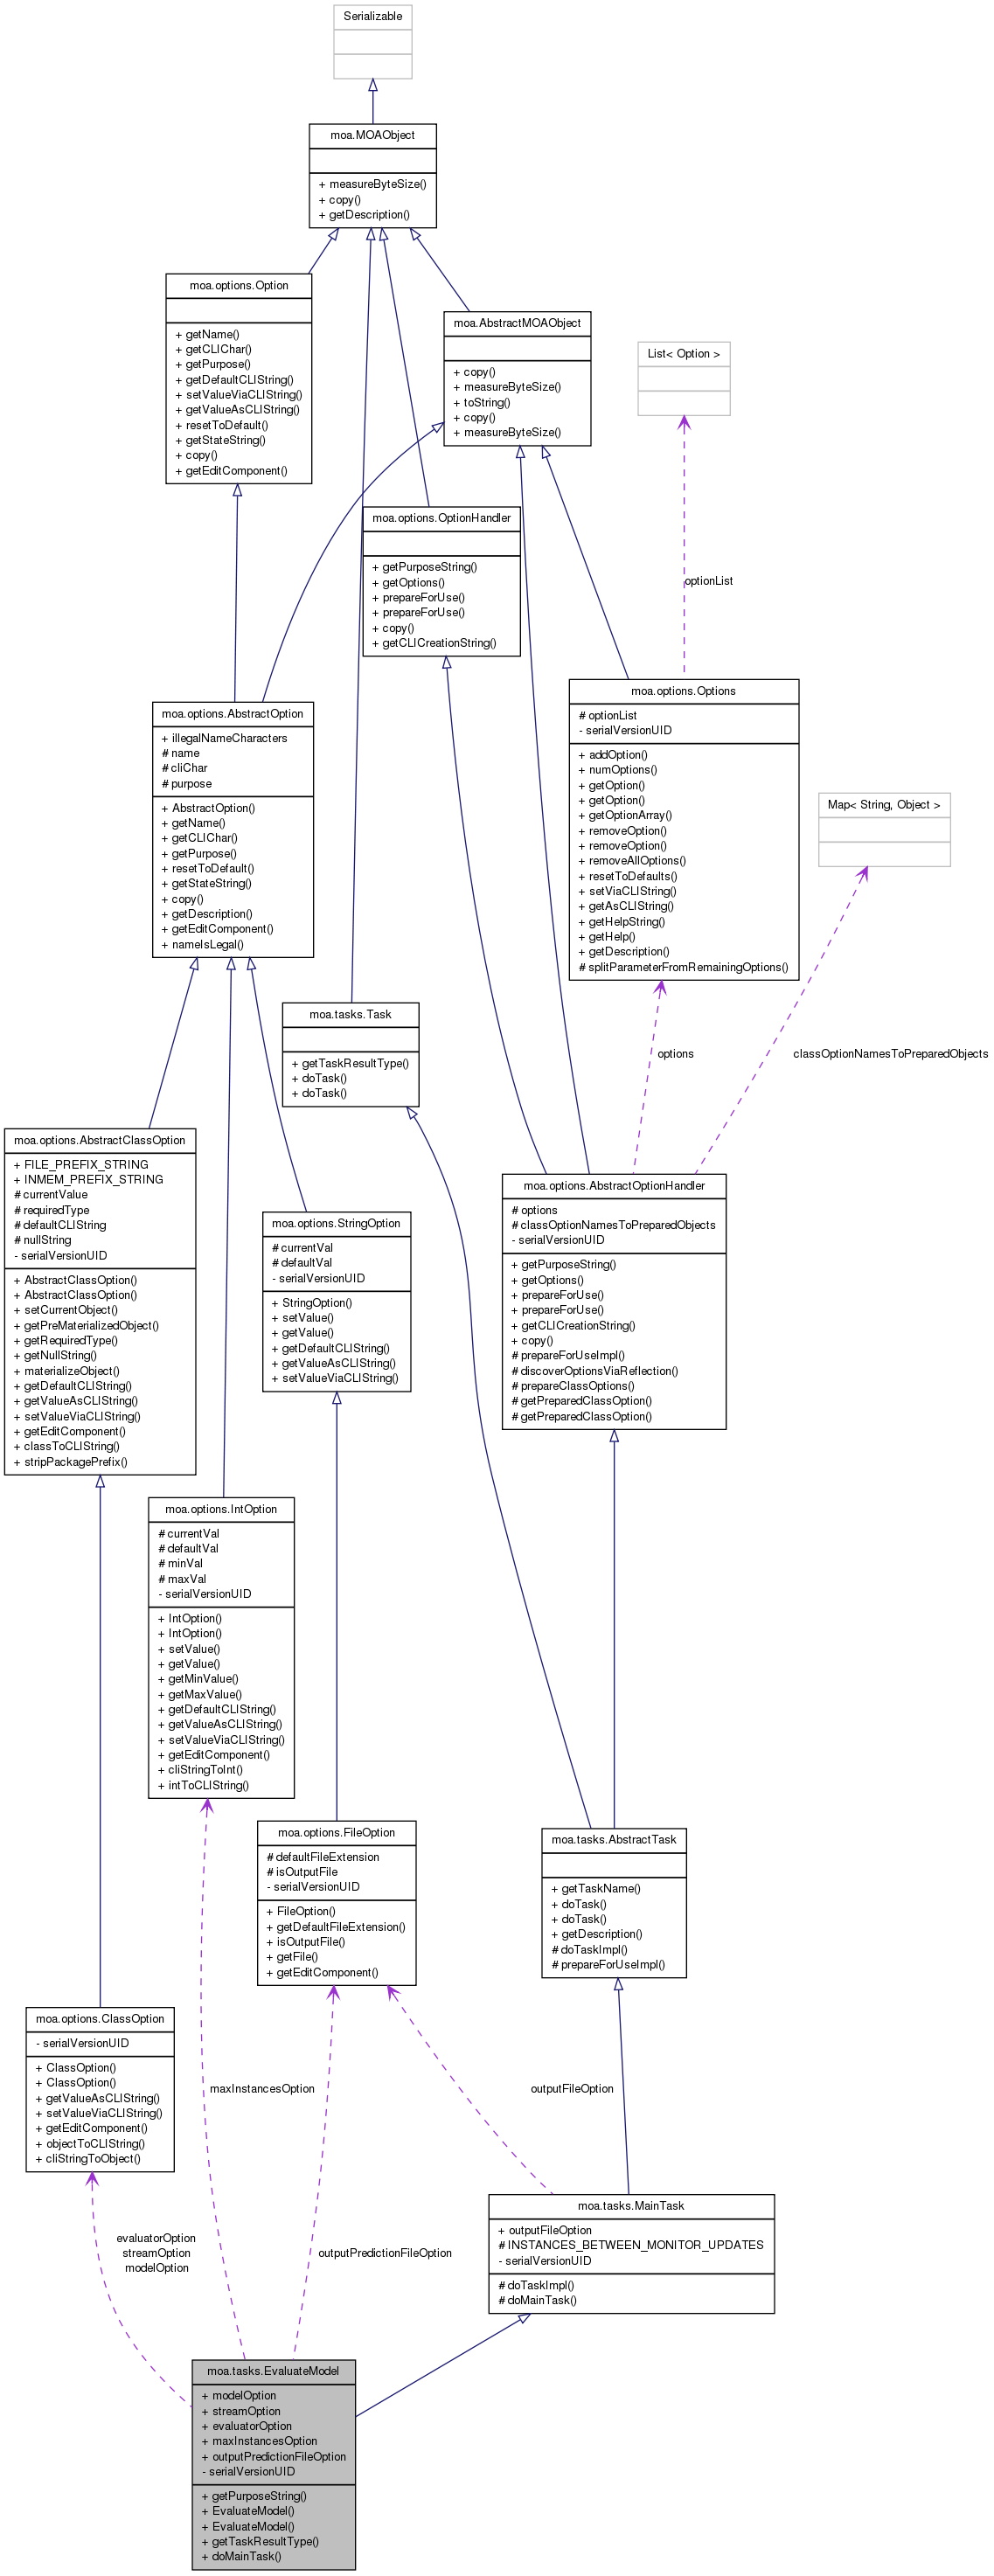 Serializable
moa.MOAObject
+ measureByteSize()
+ copy()
+ getDescription()
moa.options.Option
+ getName()
+ getCLIChar()
+ getPurpose()
+ getDefaultCLIString()
+ setValueViaCLIString()
+ getValueAsCLIString()
+ resetToDefault()
+ getStateString()
+ copy()
+ getEditComponent()
moa.AbstractMOAObject
+ copy()
+ measureByteSize()
+ toString()
+ copy()
+ measureByteSize()
List< Option >
moa.options.OptionHandler
+ getPurposeString()
+ getOptions()
+ prepareForUse()
+ prepareForUse()
+ copy()
+ getCLICreationString()
optionList
moa.options.Options
# optionList
- serialVersionUID
+ addOption()
+ numOptions()
+ getOption()
+ getOption()
+ getOptionArray()
+ removeOption()
+ removeOption()
+ removeAllOptions()
+ resetToDefaults()
+ setViaCLIString()
+ getAsCLIString()
+ getHelpString()
+ getHelp()
+ getDescription()
# splitParameterFromRemainingOptions()
moa.options.AbstractOption
+ illegalNameCharacters
# name
# cliChar
# purpose
+ AbstractOption()
+ getName()
+ getCLIChar()
+ getPurpose()
+ resetToDefault()
+ getStateString()
+ copy()
+ getDescription()
+ getEditComponent()
+ nameIsLegal()
Map< String, Object >
moa.tasks.Task
+ getTaskResultType()
+ doTask()
+ doTask()
options
classOptionNamesToPreparedObjects
moa.options.AbstractClassOption
+ FILE_PREFIX_STRING
+ INMEM_PREFIX_STRING
# currentValue
# requiredType
# defaultCLIString
# nullString
- serialVersionUID
+ AbstractClassOption()
+ AbstractClassOption()
+ setCurrentObject()
+ getPreMaterializedObject()
+ getRequiredType()
+ getNullString()
+ materializeObject()
+ getDefaultCLIString()
+ getValueAsCLIString()
+ setValueViaCLIString()
+ getEditComponent()
+ classToCLIString()
+ stripPackagePrefix()
moa.options.StringOption
# currentVal
# defaultVal
- serialVersionUID
+ StringOption()
+ setValue()
+ getValue()
+ getDefaultCLIString()
+ getValueAsCLIString()
+ setValueViaCLIString()
moa.options.AbstractOptionHandler
# options
# classOptionNamesToPreparedObjects
- serialVersionUID
+ getPurposeString()
+ getOptions()
+ prepareForUse()
+ prepareForUse()
+ getCLICreationString()
+ copy()
# prepareForUseImpl()
# discoverOptionsViaReflection()
# prepareClassOptions()
# getPreparedClassOption()
# getPreparedClassOption()
moa.options.IntOption
# currentVal
# defaultVal
# minVal
# maxVal
- serialVersionUID
+ IntOption()
+ IntOption()
+ setValue()
+ getValue()
+ getMinValue()
+ getMaxValue()
+ getDefaultCLIString()
+ getValueAsCLIString()
+ setValueViaCLIString()
+ getEditComponent()
+ cliStringToInt()
+ intToCLIString()
moa.options.FileOption
# defaultFileExtension
# isOutputFile
- serialVersionUID
+ FileOption()
+ getDefaultFileExtension()
+ isOutputFile()
+ getFile()
+ getEditComponent()
moa.tasks.AbstractTask
+ getTaskName()
+ doTask()
+ doTask()
+ getDescription()
# doTaskImpl()
# prepareForUseImpl()
moa.options.ClassOption
- serialVersionUID
+ ClassOption()
+ ClassOption()
+ getValueAsCLIString()
+ setValueViaCLIString()
+ getEditComponent()
+ objectToCLIString()
+ cliStringToObject()
maxInstancesOption
outputFileOption
moa.tasks.MainTask
+ outputFileOption
# INSTANCES_BETWEEN_MONITOR_UPDATES
- serialVersionUID
# doTaskImpl()
# doMainTask()
evaluatorOption
streamOption
modelOption
outputPredictionFileOption
moa.tasks.EvaluateModel
+ modelOption
+ streamOption
+ evaluatorOption
+ maxInstancesOption
+ outputPredictionFileOption
- serialVersionUID
+ getPurposeString()
+ EvaluateModel()
+ EvaluateModel()
+ getTaskResultType()
+ doMainTask()